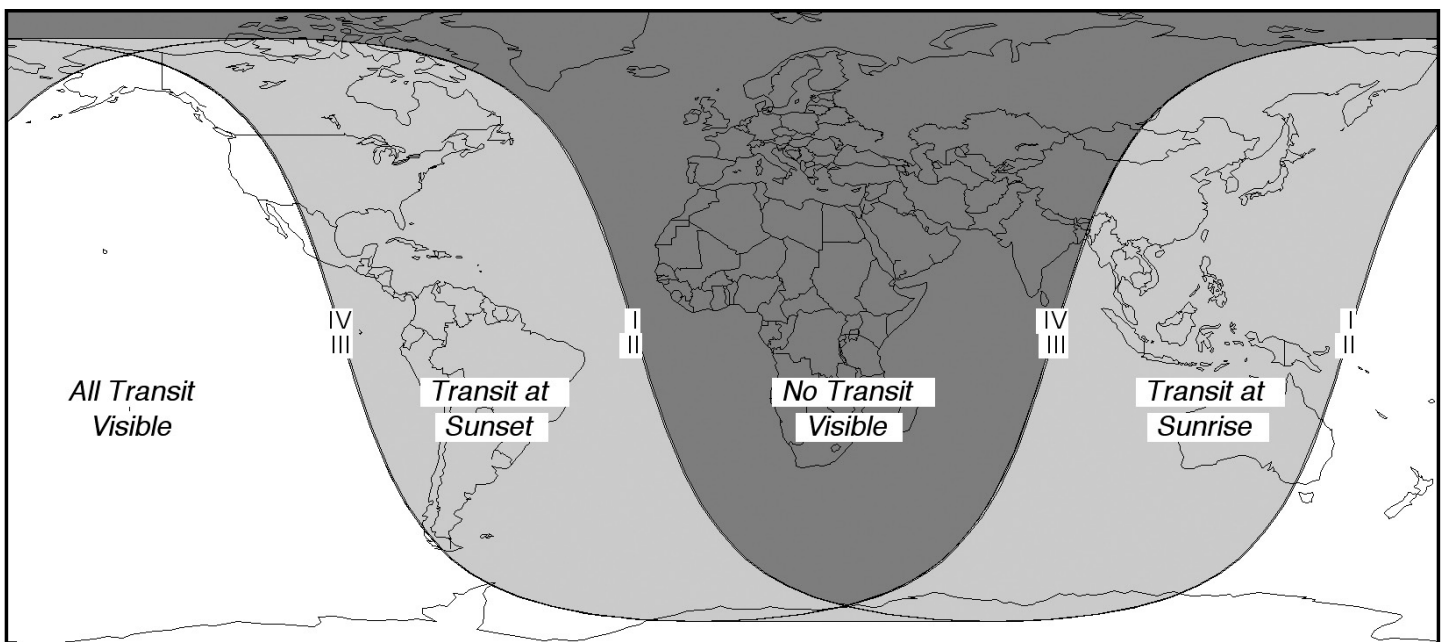 IV I IV I
III II III II
All Transit Transit at No Transit Transit at
Visible Sunset Visible Sunrise